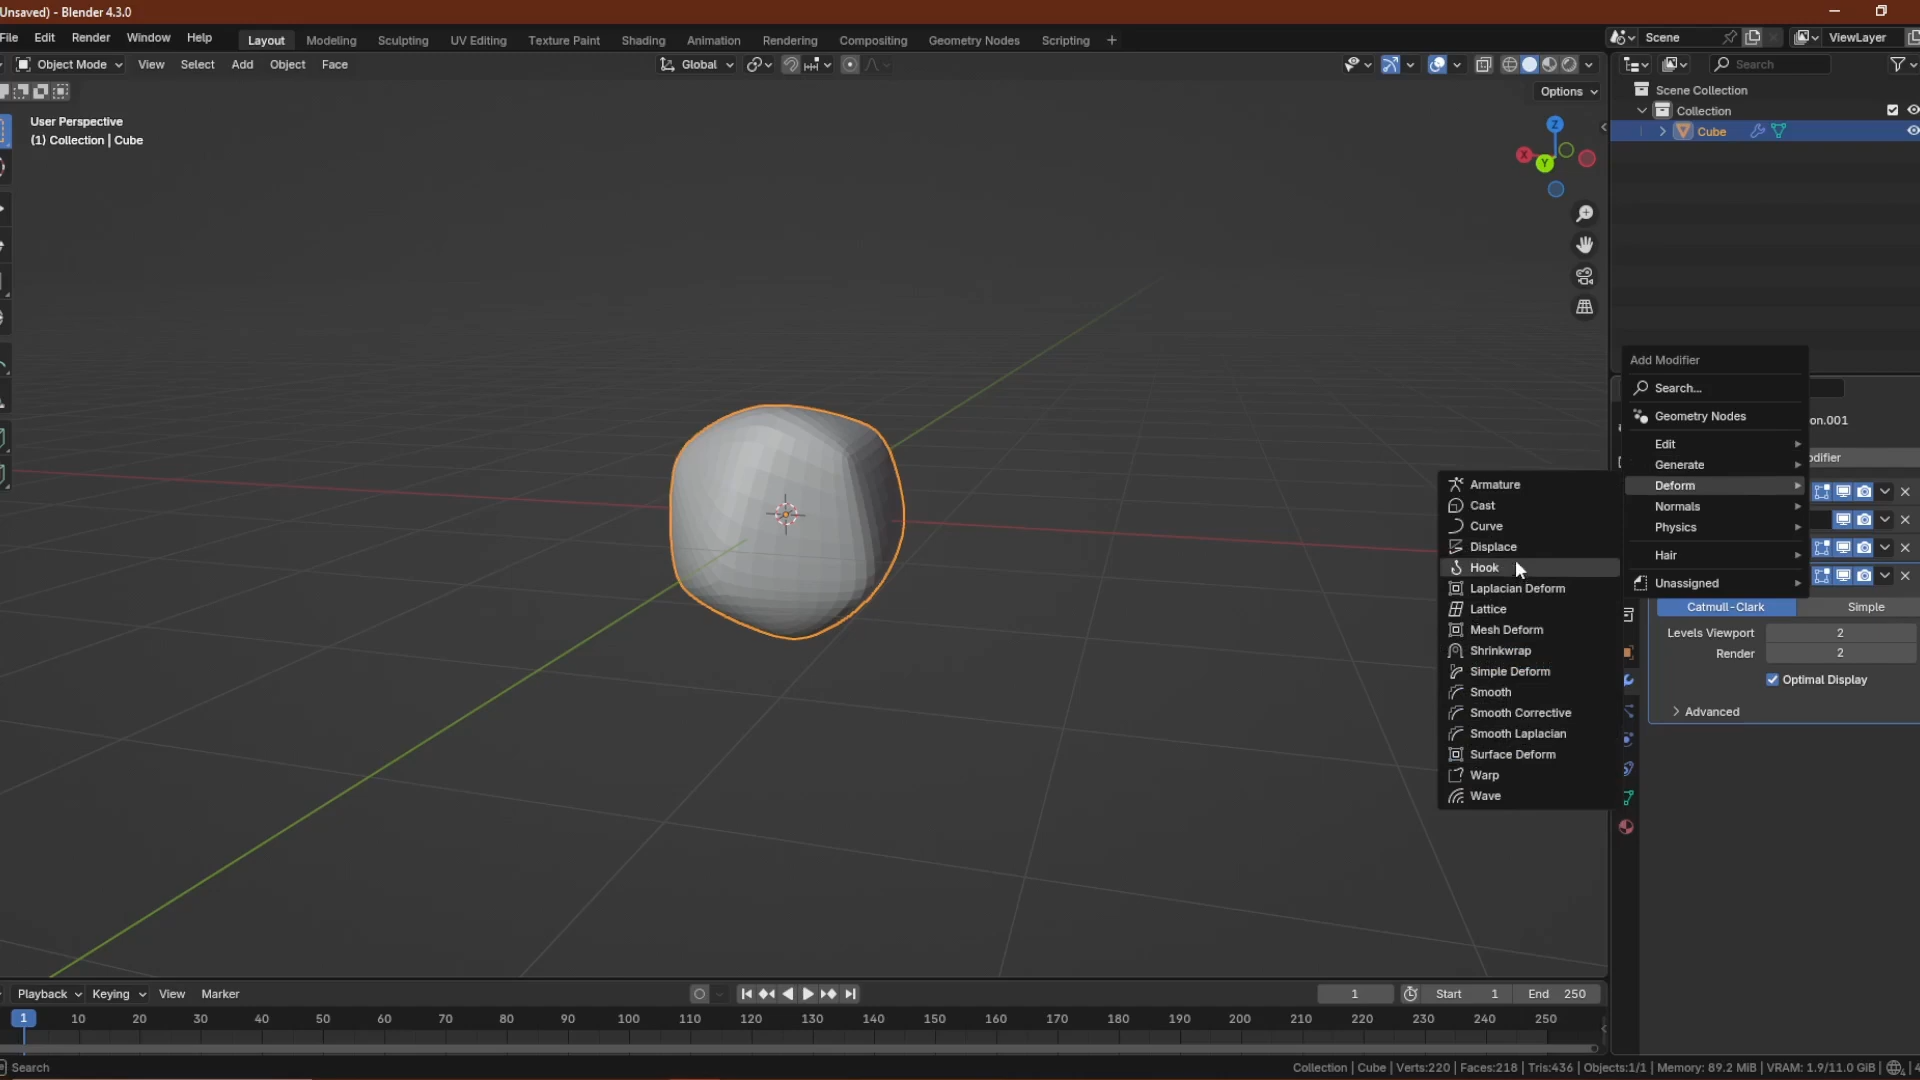 Unsaved) - Blender 4.3.0
File Edit Render Window Help Layout Modeling Sculpting UV Editing Texture Paint Shading Animation Rendering Compositing Geometry Nodes Scripting + Scene ViewLayer
Object Mode View Select Add Object Face Global Search
Options
Scene Collection
Collection
Cube
User Perspective
(1) Collection | Cube
Z
X
Y
Add Modifier
Search...
Geometry Nodes
on.001
Edit
difier
Generate
Deform
Normals
Physics
Hair
Unassigned
Armature
Cast
Curve
Displace
Hook
Laplacian Deform
Lattice
Mesh Deform
Shrinkwrap
Simple Deform
Smooth
Smooth Corrective
Smooth Laplacian
Surface Deform
Warp
Wave
Catmull-Clark Simple
Levels Viewport 2
Render 2
Optimal Display
Advanced
Playback Keying View Marker 1 Start 1 End 250
1 10 20 30 40 50 60 70 80 90 100 110 120 130 140 150 160 170 180 190 200 210 220 230 240 250
Search Collection | Cube | Verts:220 | Faces:218 | Tris:436 | Objects:1/1 | Memory: 89.2 MiB | VRAM: 1.9/11.0 GiB | 4